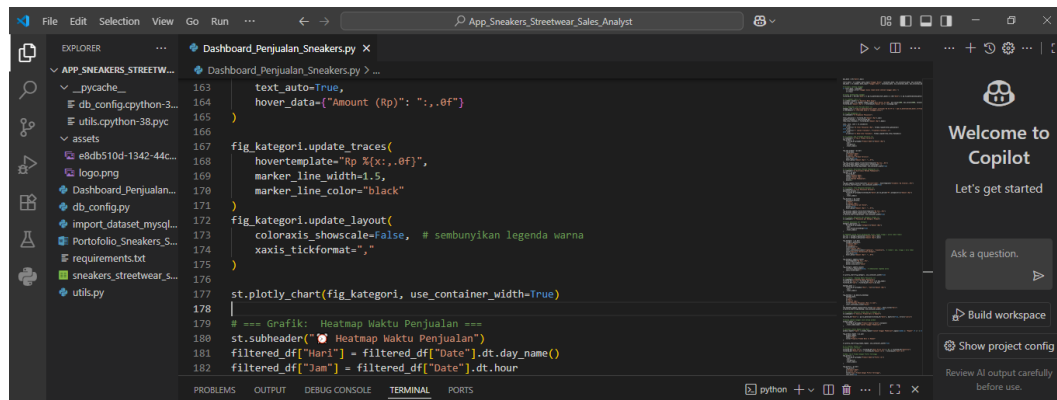 File Edit Selection View Go Run ··· App_Sneakers_Streetwear_Sales_Analyst
EXPLORER ···
APP_SNEAKERS_STREETW...
__pycache__
db_config.cpython-3...
utils.cpython-38.pyc
assets
e8db510d-1342-44c...
logo.png
Dashboard_Penjualan...
db_config.py
import_dataset_mysql...
Portofolio_Sneakers_S...
requirements.txt
sneakers_streetwear_s...
utils.py
Dashboard_Penjualan_Sneakers.py
Dashboard_Penjualan_Sneakers.py > ...
163 text_auto=True,
164 hover_data={"Amount (Rp)": ":,.0f"}
165 )
166
167 fig_kategori.update_traces(
168 hovertemplate="Rp %{x:,.0f}",
169 marker_line_width=1.5,
170 marker_line_color="black"
171 )
172 fig_kategori.update_layout(
173 coloraxis_showscale=False, # sembunyikan legenda warna
174 xaxis_tickformat=","
175 )
176
177 st.plotly_chart(fig_kategori, use_container_width=True)
178
179 # === Grafik: Heatmap Waktu Penjualan ===
180 st.subheader("⏰ Heatmap Waktu Penjualan")
181 filtered_df["Hari"] = filtered_df["Date"].dt.day_name()
182 filtered_df["Jam"] = filtered_df["Date"].dt.hour
PROBLEMS OUTPUT DEBUG CONSOLE TERMINAL PORTS python
Welcome to
Copilot
Let's get started
Ask a question.
Build workspace
Show project config
Review AI output carefully
before use.